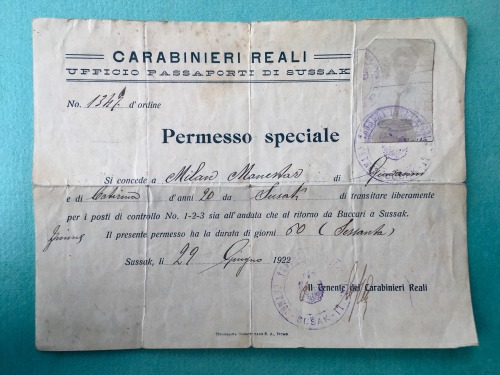 CARABINIERI REALI
UFFICIO PASSAPORTI DI SUSSAK
No. 1347 d'ordine
Permesso speciale
Si concede a Milan Manestar di
e di Caterina d'anni 20 da Susak di transitare liberamente
per i posti di controllo No. 1-2-3 sia all'andata che al ritorno da Buccari a Sussak.
Il presente permesso ha la durata di giorni 60 (Sessanta)
Sussak, li 29 Giugno 1922
Il Tenente dei Carabinieri Reali
SUSAK